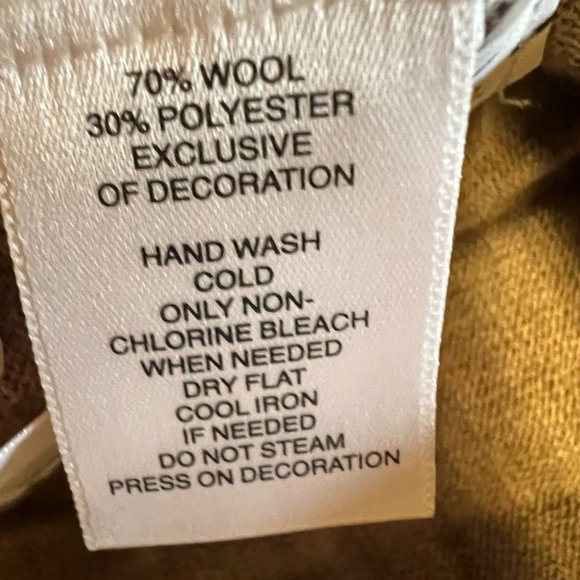 70% WOOL
30% POLYESTER
EXCLUSIVE
OF DECORATION
HAND WASH
COLD
ONLY NON-
CHLORINE BLEACH
WHEN NEEDED
DRY FLAT
COOL IRON
IF NEEDED
DO NOT STEAM
PRESS ON DECORATION